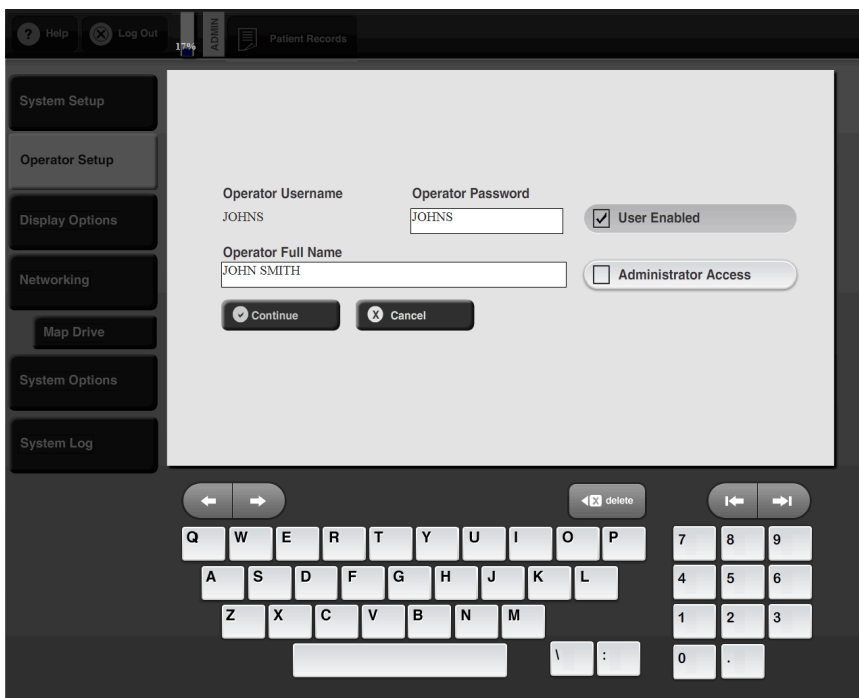 ? Help X Log Out 17% ADMIN Patient Records
System Setup
Operator Setup
Operator Username Operator Password
JOHNS JOHNS User Enabled
Display Options
Operator Full Name
JOHN SMITH Administrator Access
Networking
Continue X Cancel
Map Drive
System Options
System Log
X delete
Q W E R T Y U I O P 7 8 9
A S D F G H J K L 4 5 6
Z X C V B N M 1 2 3
\ : 0 .